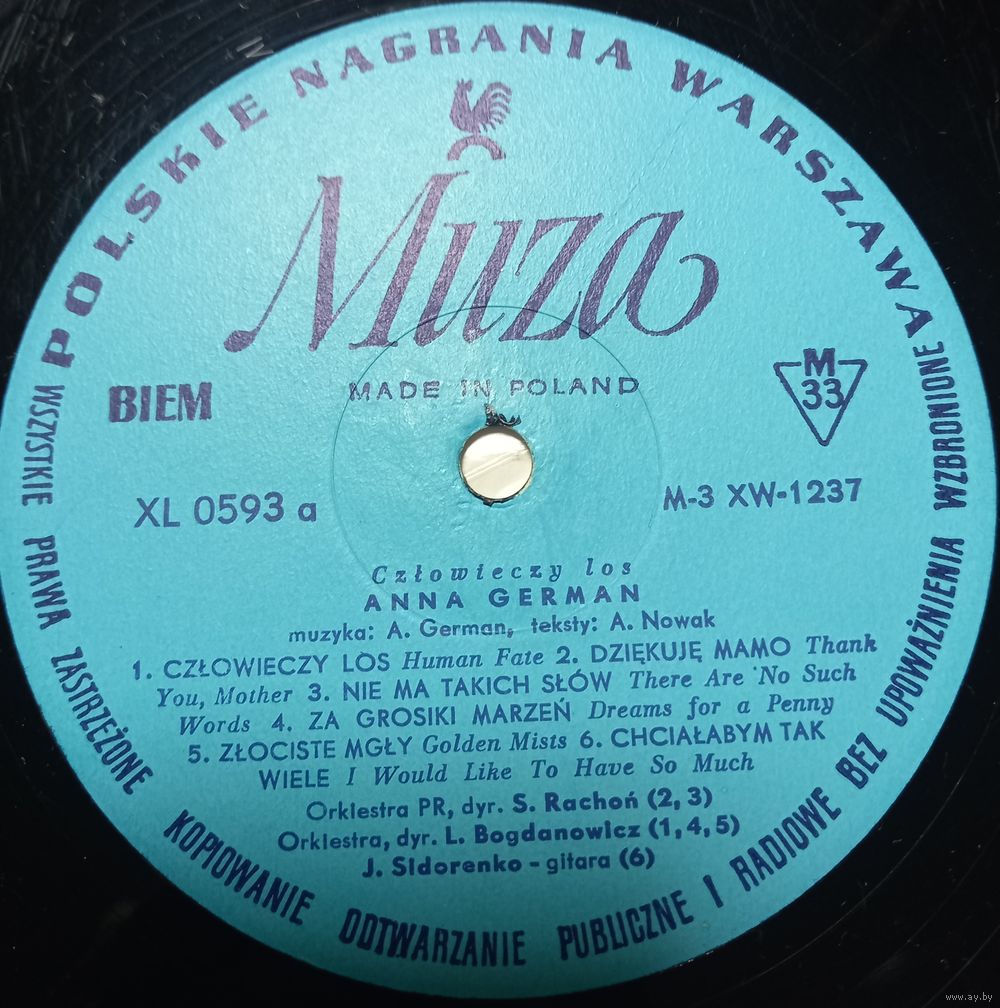 POLSKIE NAGRANIA WARSZAWA
Muza
MADE IN POLAND
BIEM
M
33
XL 0593 a
M-3 XW-1237
Człowieczy los
ANNA GERMAN
muzyka: A. German, teksty: A. Nowak
1. CZŁOWIECZY LOS Human Fate 2. DZIĘKUJĘ MAMO Thank
You, Mother 3. NIE MA TAKICH SŁÓW There Are No Such
Words 4. ZA GROSIKI MARZEŃ Dreams for a Penny
5. ZŁOCISTE MGŁY Golden Mists 6. CHCIAŁABYM TAK
WIELE I Would Like To Have So Much
Orkiestra PR, dyr. S. Rachoń (2, 3)
Orkiestra, dyr. L. Bogdanowicz (1, 4, 5)
J. Sidorenko - gitara (6)
WSZYSTKIE PRAWA ZASTRZEŻONE KOPIOWANIE ODTWARZANIE PUBLICZNE I RADIOWE BEZ UPOWAŻNIENIA WZBRONIONE
www.ay.by